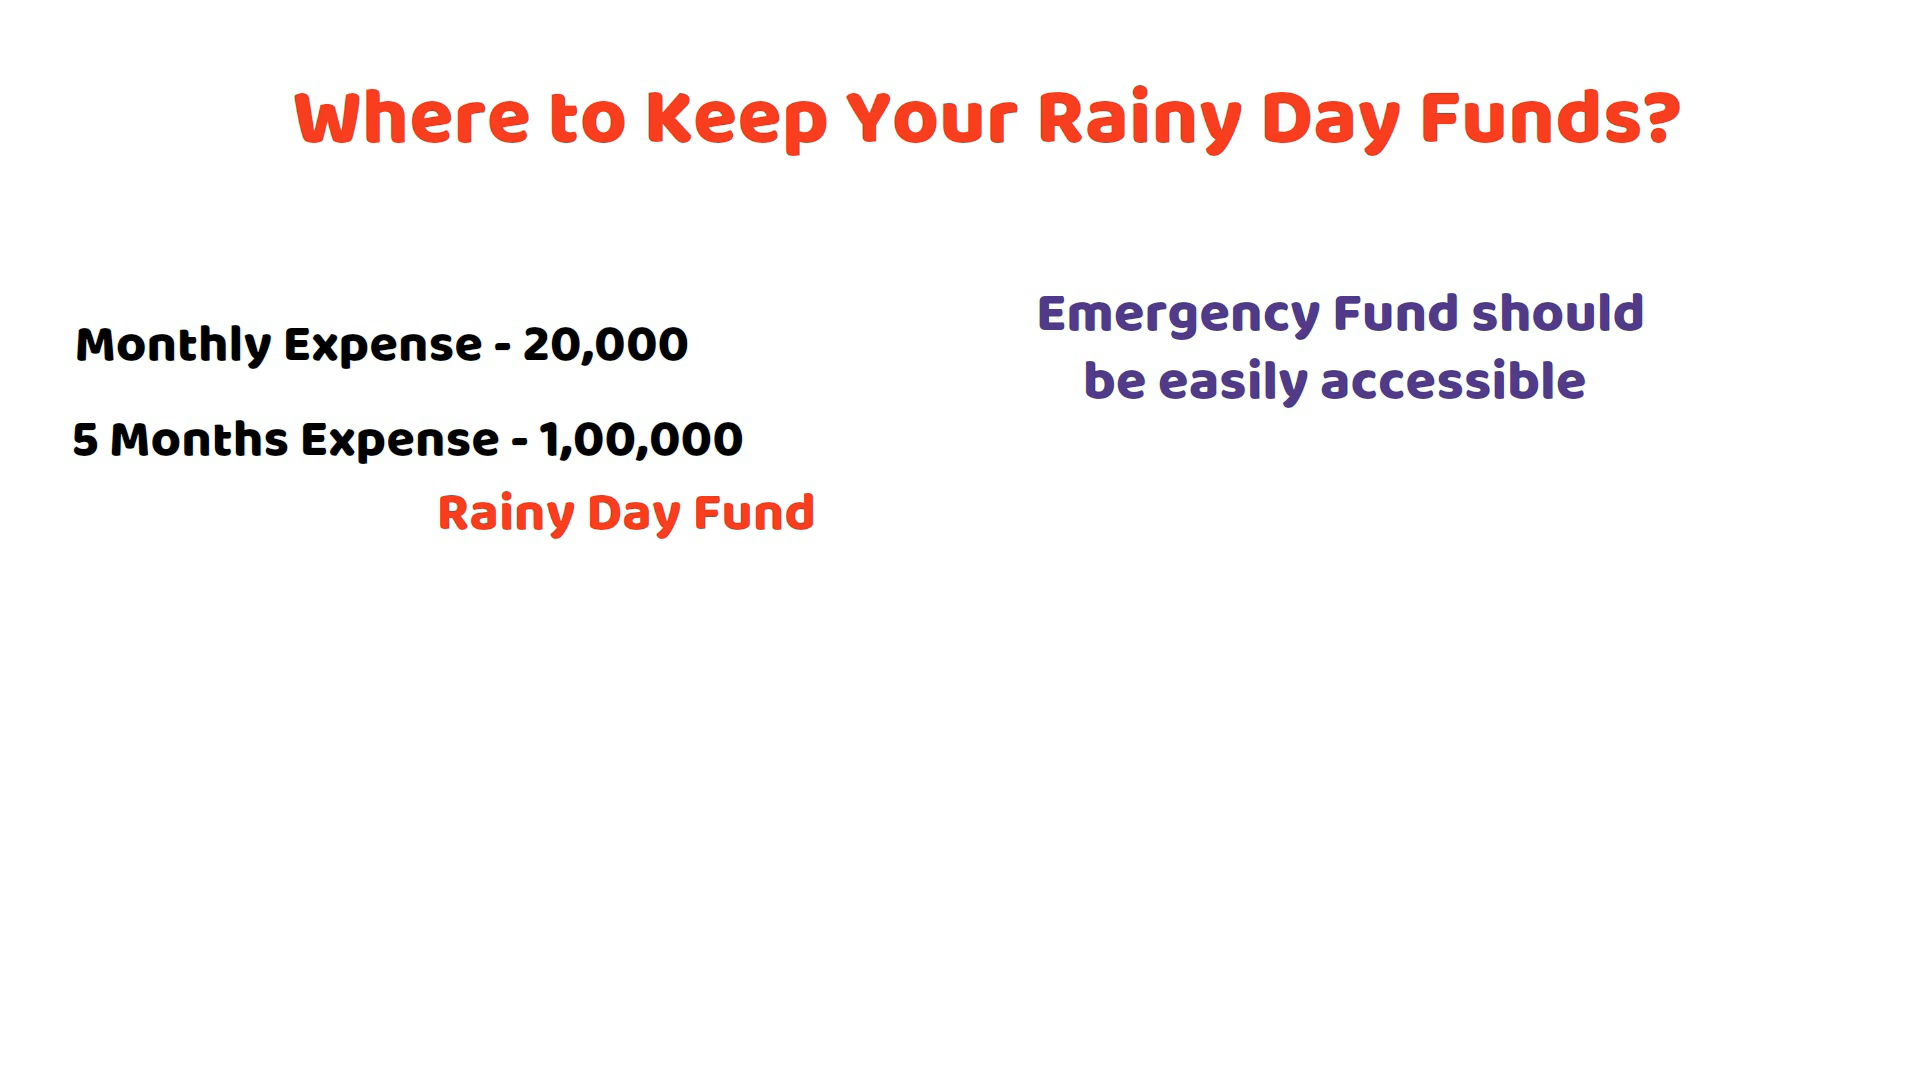 Where to Keep Your Rainy Day Funds?
Monthly Expense - 20,000
5 Months Expense - 1,00,000
Rainy Day Fund
Emergency Fund should
be easily accessible